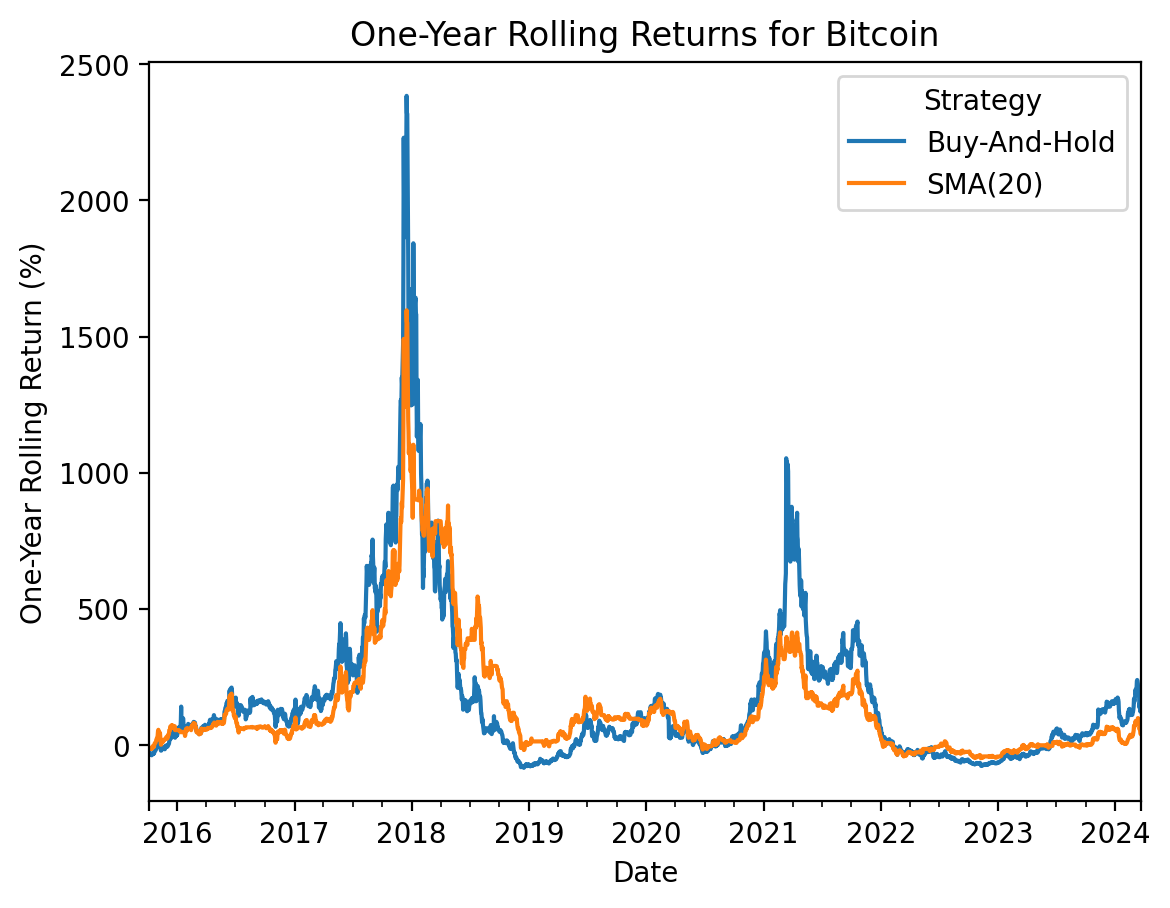 One-Year Rolling Returns for Bitcoin
One-Year Rolling Return (%)
2500
2000
1500
1000
500
0
Strategy
Buy-And-Hold
SMA(20)
2016 2017 2018 2019 2020 2021 2022 2023 2024
Date